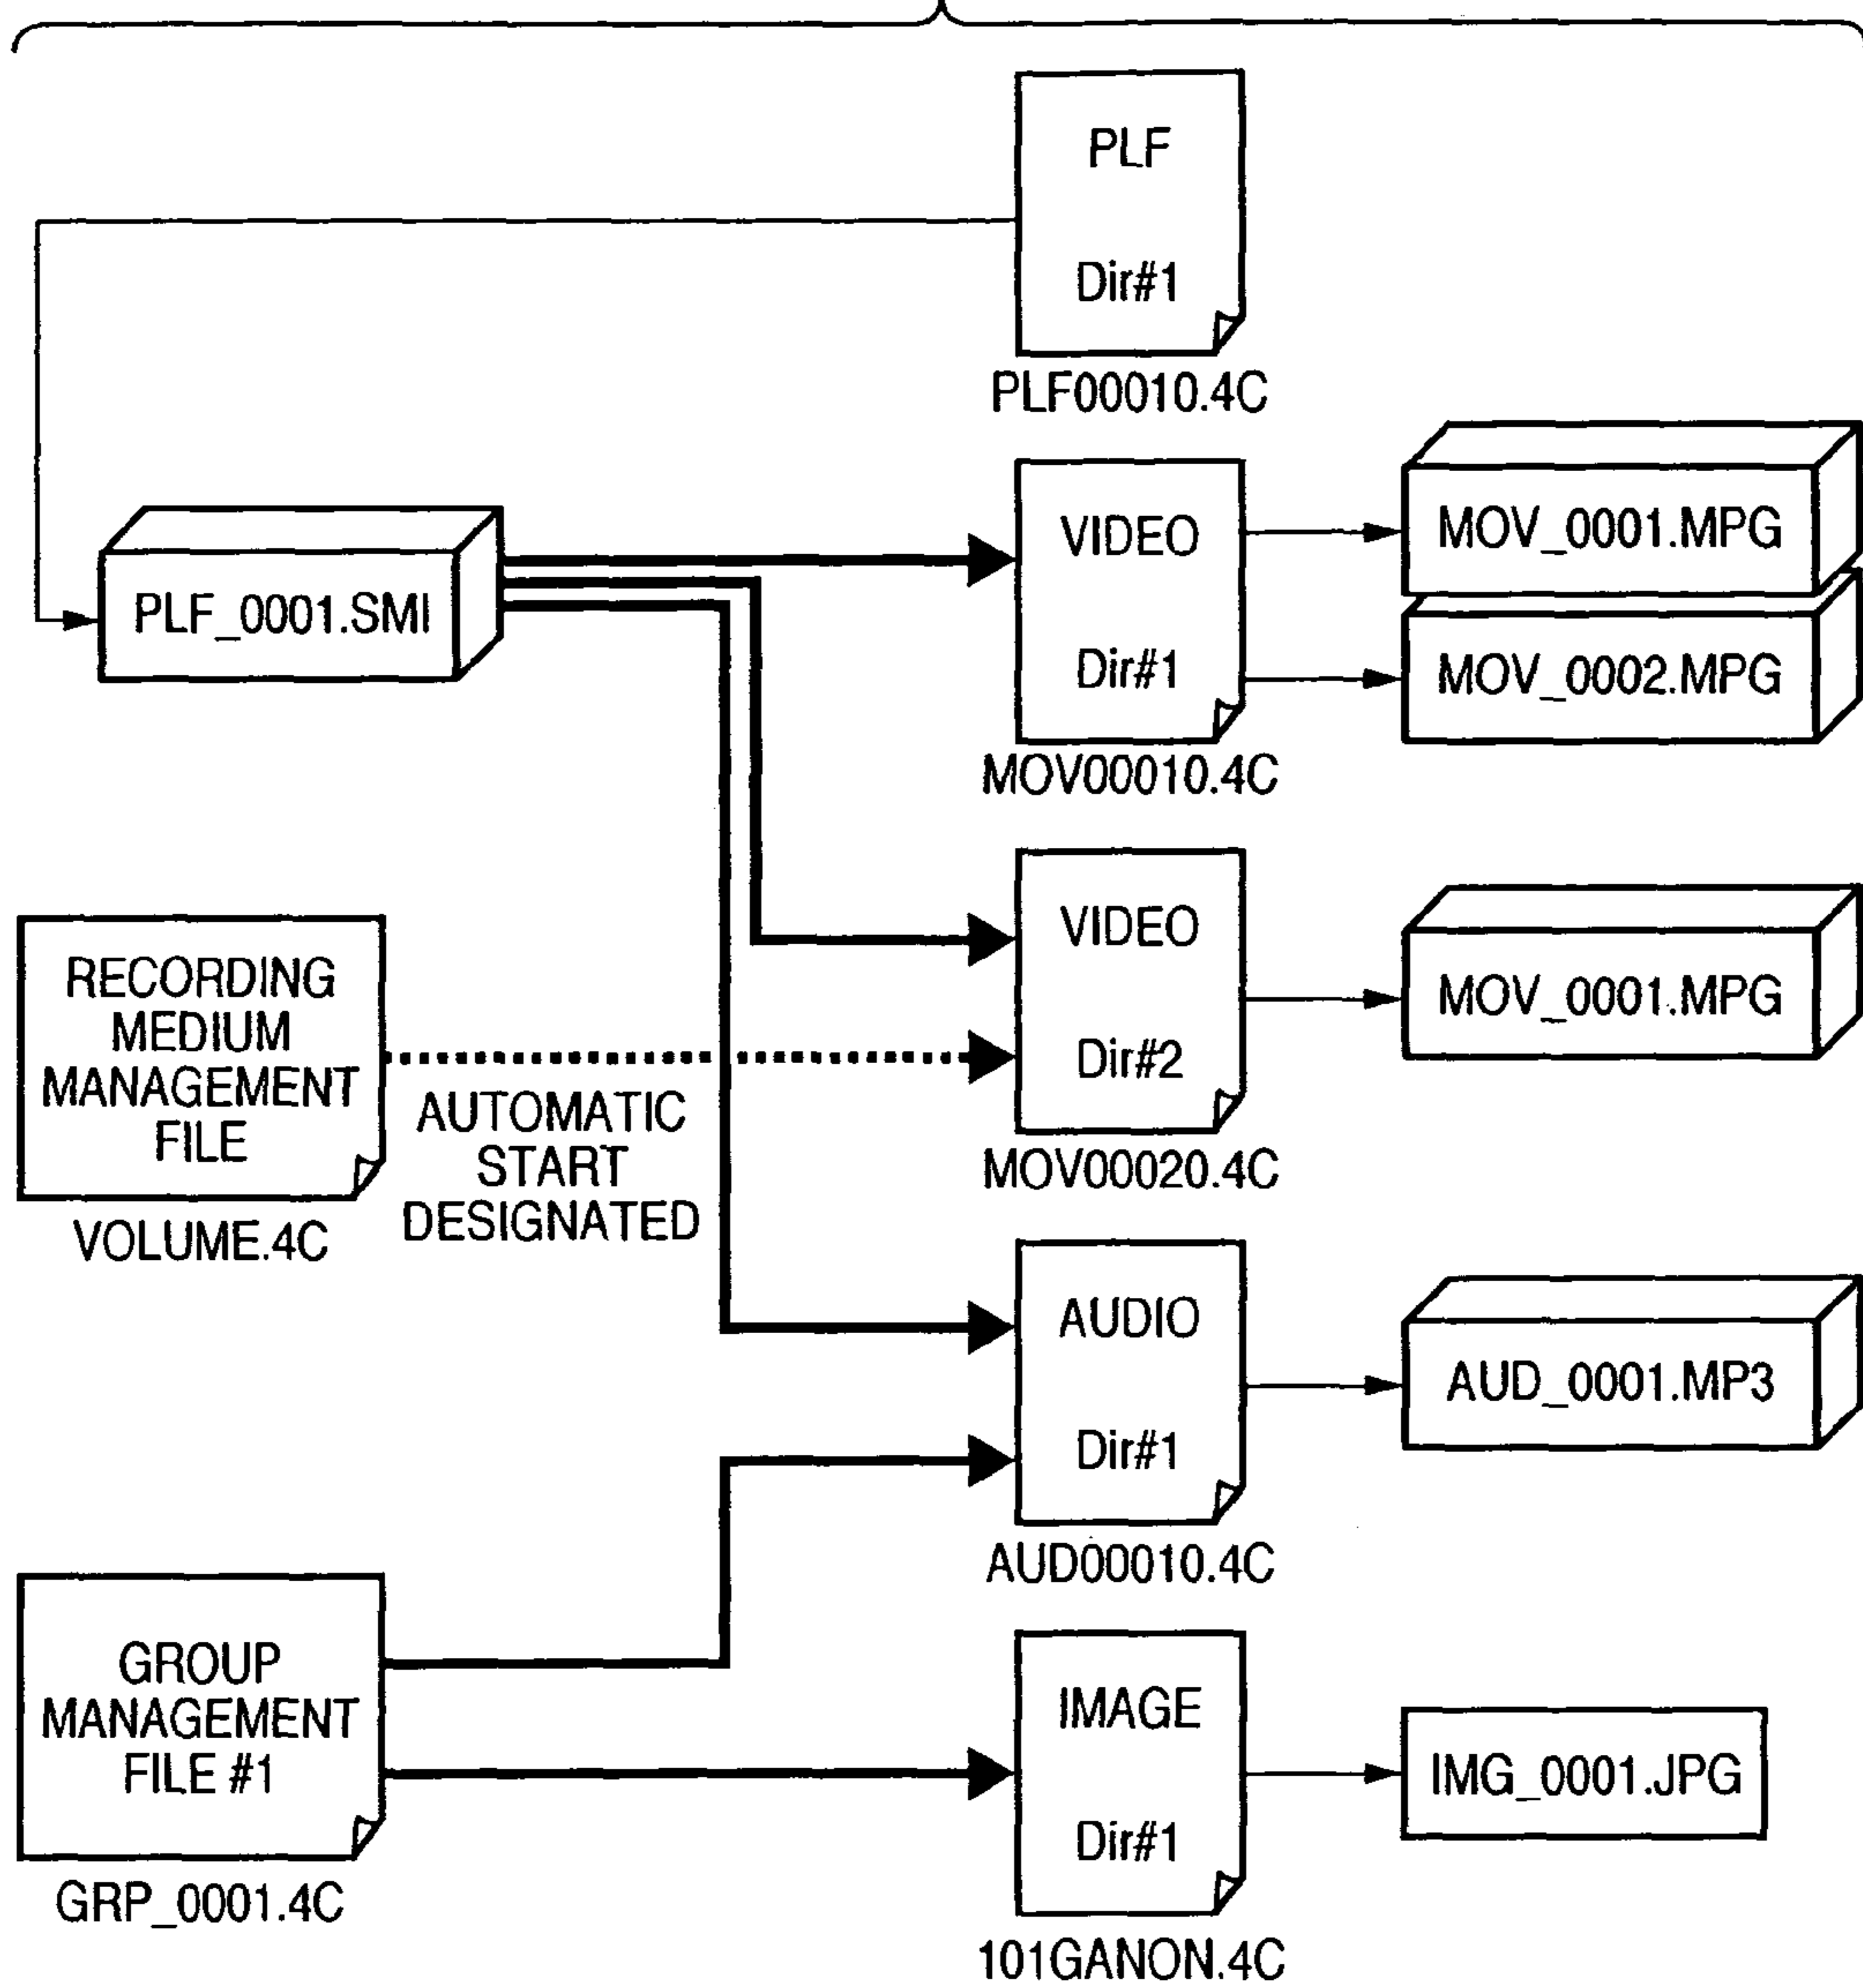 PLF
Dir#1
PLF00010.4C
PLF_0001.SMI
VIDEO
Dir#1
MOV00010.4C
MOV_0001.MPG
MOV_0002.MPG
RECORDING
MEDIUM
MANAGEMENT
FILE
VOLUME.4C
AUTOMATIC
START
DESIGNATED
VIDEO
Dir#2
MOV00020.4C
MOV_0001.MPG
AUDIO
Dir#1
AUD00010.4C
AUD_0001.MP3
GROUP
MANAGEMENT
FILE #1
GRP_0001.4C
IMAGE
Dir#1
101GANON.4C
IMG_0001.JPG